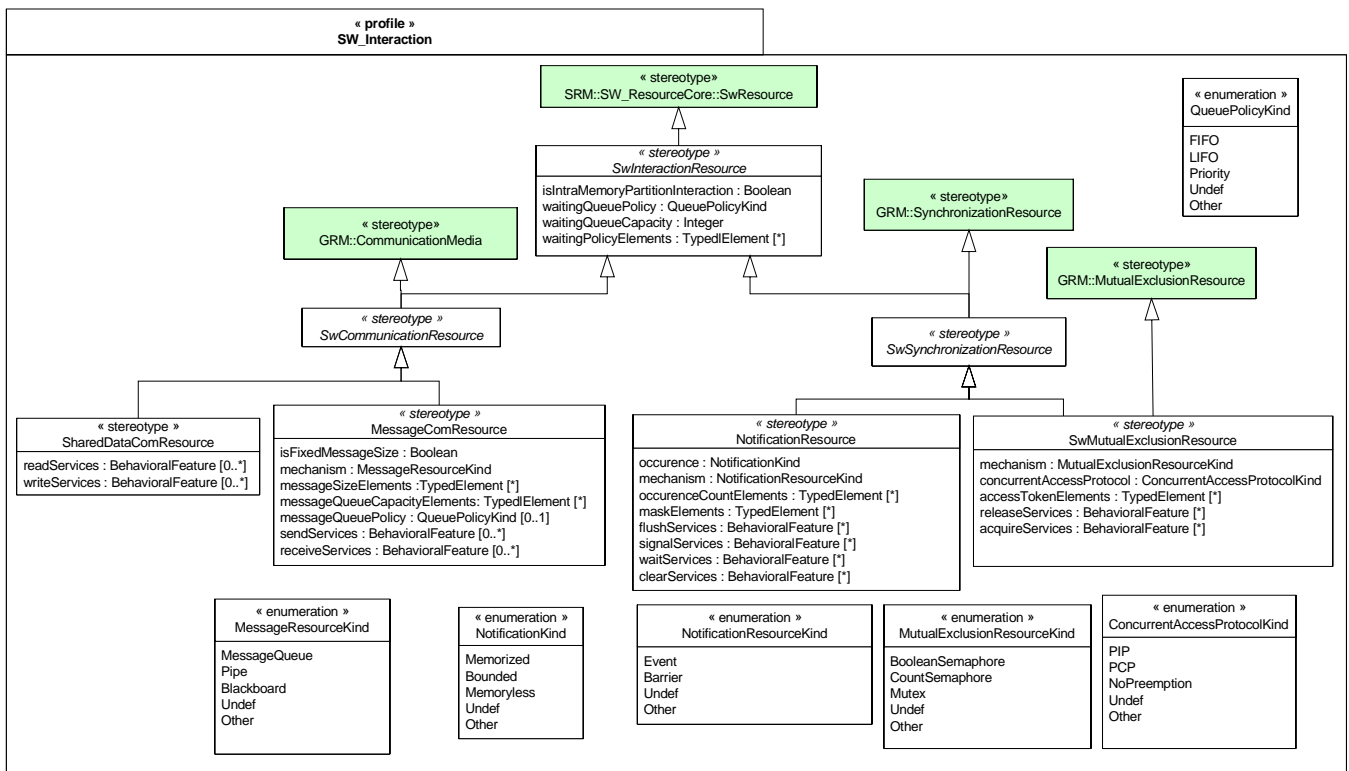 « profile »
SW_Interaction
« stereotype»
SRM::SW_ResourceCore::SwResource
« enumeration »
QueuePolicyKind
FIFO
LIFO
Priority
Undef
Other
« stereotype »
SwInteractionResource
isIntraMemoryPartitionInteraction : Boolean
waitingQueuePolicy : QueuePolicyKind
waitingQueueCapacity : Integer
waitingPolicyElements : TypedlElement [*]
« stereotype»
GRM::SynchronizationResource
« stereotype»
GRM::CommunicationMedia
« stereotype»
GRM::MutualExclusionResource
« stereotype »
SwCommunicationResource
« stereotype »
SwSynchronizationResource
« stereotype »
SharedDataComResource
readServices : BehavioralFeature [0..*]
writeServices : BehavioralFeature [0..*]
« stereotype »
MessageComResource
isFixedMessageSize : Boolean
mechanism : MessageResourceKind
messageSizeElements :TypedElement [*]
messageQueueCapacityElements: TypedlElement [*]
messageQueuePolicy : QueuePolicyKind [0..1]
sendServices : BehavioralFeature [0..*]
receiveServices : BehavioralFeature [0..*]
« stereotype »
NotificationResource
occurence : NotificationKind
mechanism : NotificationResourceKind
occurenceCountElements : TypedElement [*]
maskElements : TypedElement [*]
flushServices : BehavioralFeature [*]
signalServices : BehavioralFeature [*]
waitServices : BehavioralFeature [*]
clearServices : BehavioralFeature [*]
« stereotype »
SwMutualExclusionResource
mechanism : MutualExclusionResourceKind
concurrentAccessProtocol : ConcurrentAccessProtocolKind
accessTokenElements : TypedElement [*]
releaseServices : BehavioralFeature [*]
acquireServices : BehavioralFeature [*]
« enumeration »
MessageResourceKind
MessageQueue
Pipe
Blackboard
Undef
Other
« enumeration »
NotificationKind
Memorized
Bounded
Memoryless
Undef
Other
« enumeration »
NotificationResourceKind
Event
Barrier
Undef
Other
« enumeration »
MutualExclusionResourceKind
BooleanSemaphore
CountSemaphore
Mutex
Undef
Other
« enumeration »
ConcurrentAccessProtocolKind
PIP
PCP
NoPreemption
Undef
Other